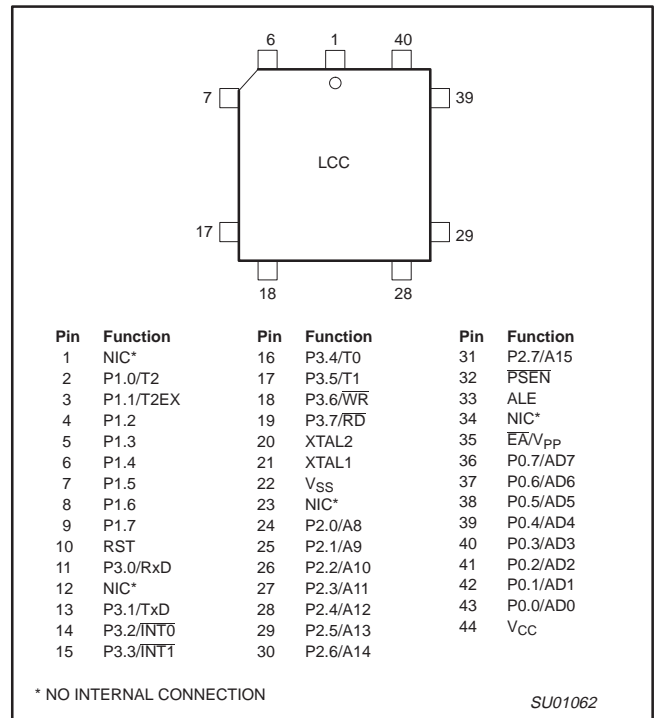 6 1 40
7 39
LCC
17 29
18 28
Pin Function Pin Function Pin Function
1 NIC* 16 P3.4/T0 31 P2.7/A15
2 P1.0/T2 17 P3.5/T1 32 P̅S̅E̅N̅
3 P1.1/T2EX 18 P3.6/W̅R̅ 33 ALE
4 P1.2 19 P3.7/R̅D̅ 34 NIC*
5 P1.3 20 XTAL2 35 E̅A̅/VPP
6 P1.4 21 XTAL1 36 P0.7/AD7
7 P1.5 22 VSS 37 P0.6/AD6
8 P1.6 23 NIC* 38 P0.5/AD5
9 P1.7 24 P2.0/A8 39 P0.4/AD4
10 RST 25 P2.1/A9 40 P0.3/AD3
11 P3.0/RxD 26 P2.2/A10 41 P0.2/AD2
12 NIC* 27 P2.3/A11 42 P0.1/AD1
13 P3.1/TxD 28 P2.4/A12 43 P0.0/AD0
14 P3.2/I̅N̅T̅0̅ 29 P2.5/A13 44 VCC
15 P3.3/I̅N̅T̅1̅ 30 P2.6/A14
* NO INTERNAL CONNECTION
SU01062